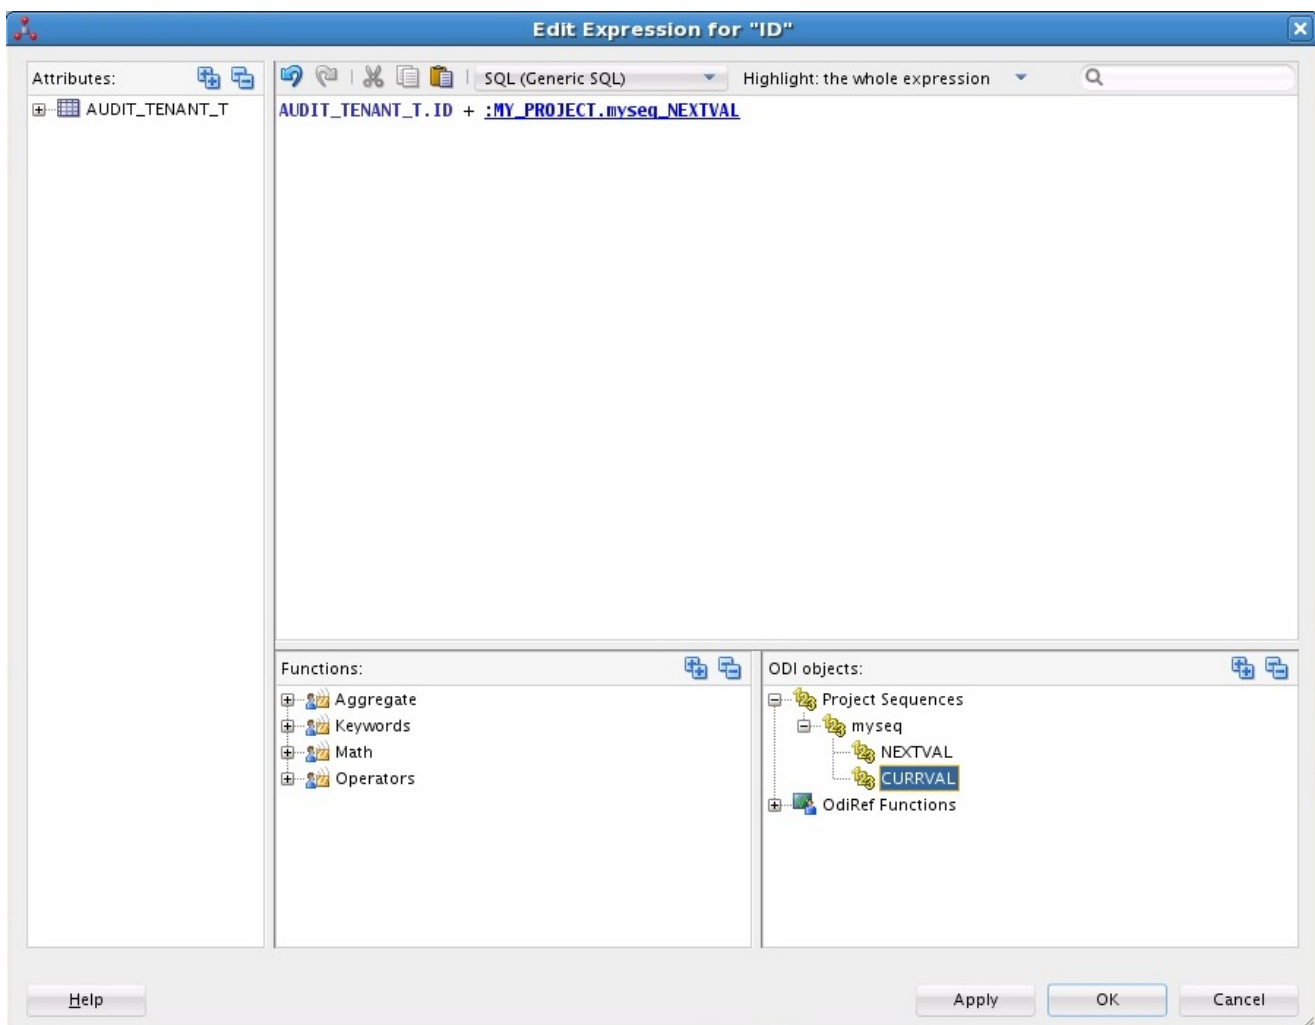 Edit Expression for "ID"
Attributes:
AUDIT_TENANT_T
SQL (Generic SQL)
Highlight: the whole expression
AUDIT_TENANT_T.ID + :MY_PROJECT.myseq_NEXTVAL
Functions:
Aggregate
Keywords
Math
Operators
ODI objects:
Project Sequences
myseq
NEXTVAL
CURRVAL
OdiRef Functions
Help
Apply
OK
Cancel